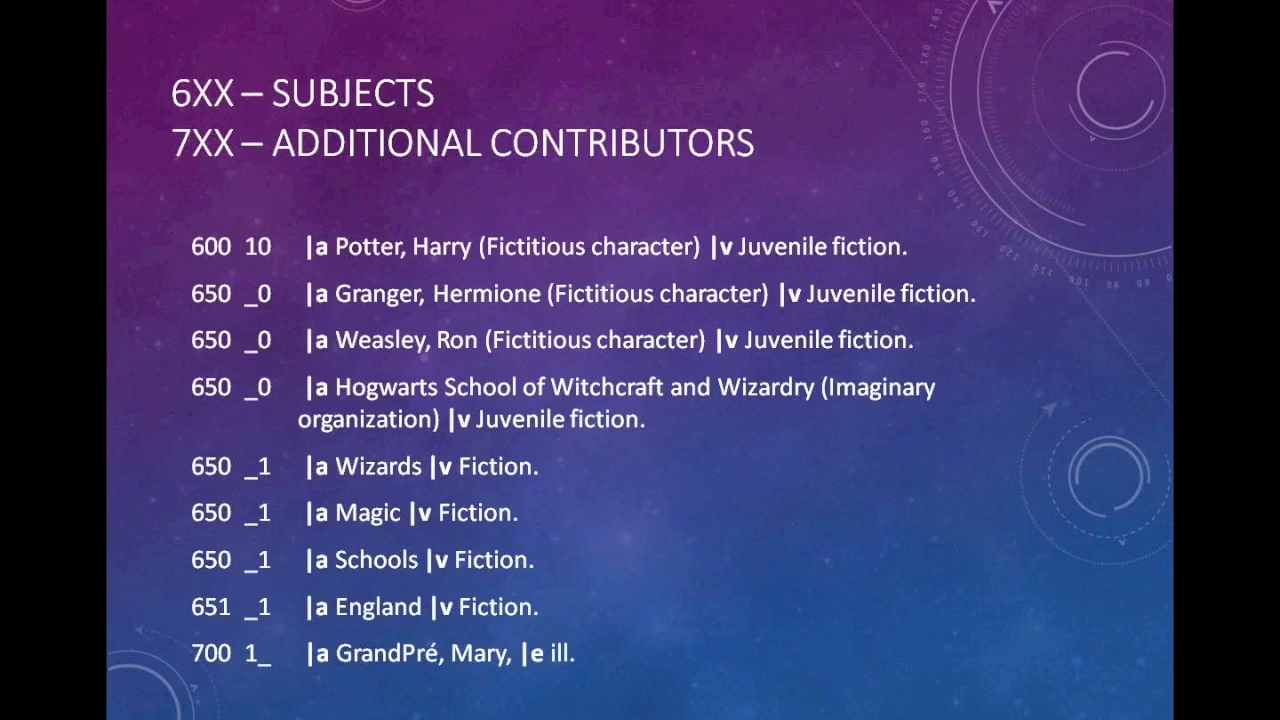 6XX – SUBJECTS
7XX – ADDITIONAL CONTRIBUTORS
600 10 |a Potter, Harry (Fictitious character) |v Juvenile fiction.
650 _0 |a Granger, Hermione (Fictitious character) |v Juvenile fiction.
650 _0 |a Weasley, Ron (Fictitious character) |v Juvenile fiction.
650 _0 |a Hogwarts School of Witchcraft and Wizardry (Imaginary
organization) |v Juvenile fiction.
650 _1 |a Wizards |v Fiction.
650 _1 |a Magic |v Fiction.
650 _1 |a Schools |v Fiction.
651 _1 |a England |v Fiction.
700 1_ |a GrandPré, Mary, |e ill.